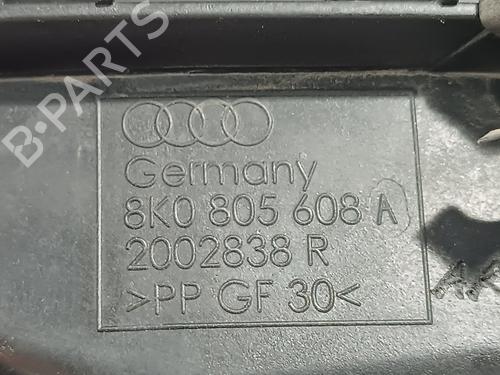 B-PARTS
Germany
8K0 805 608 A
2002838 R
>PP GF 30<